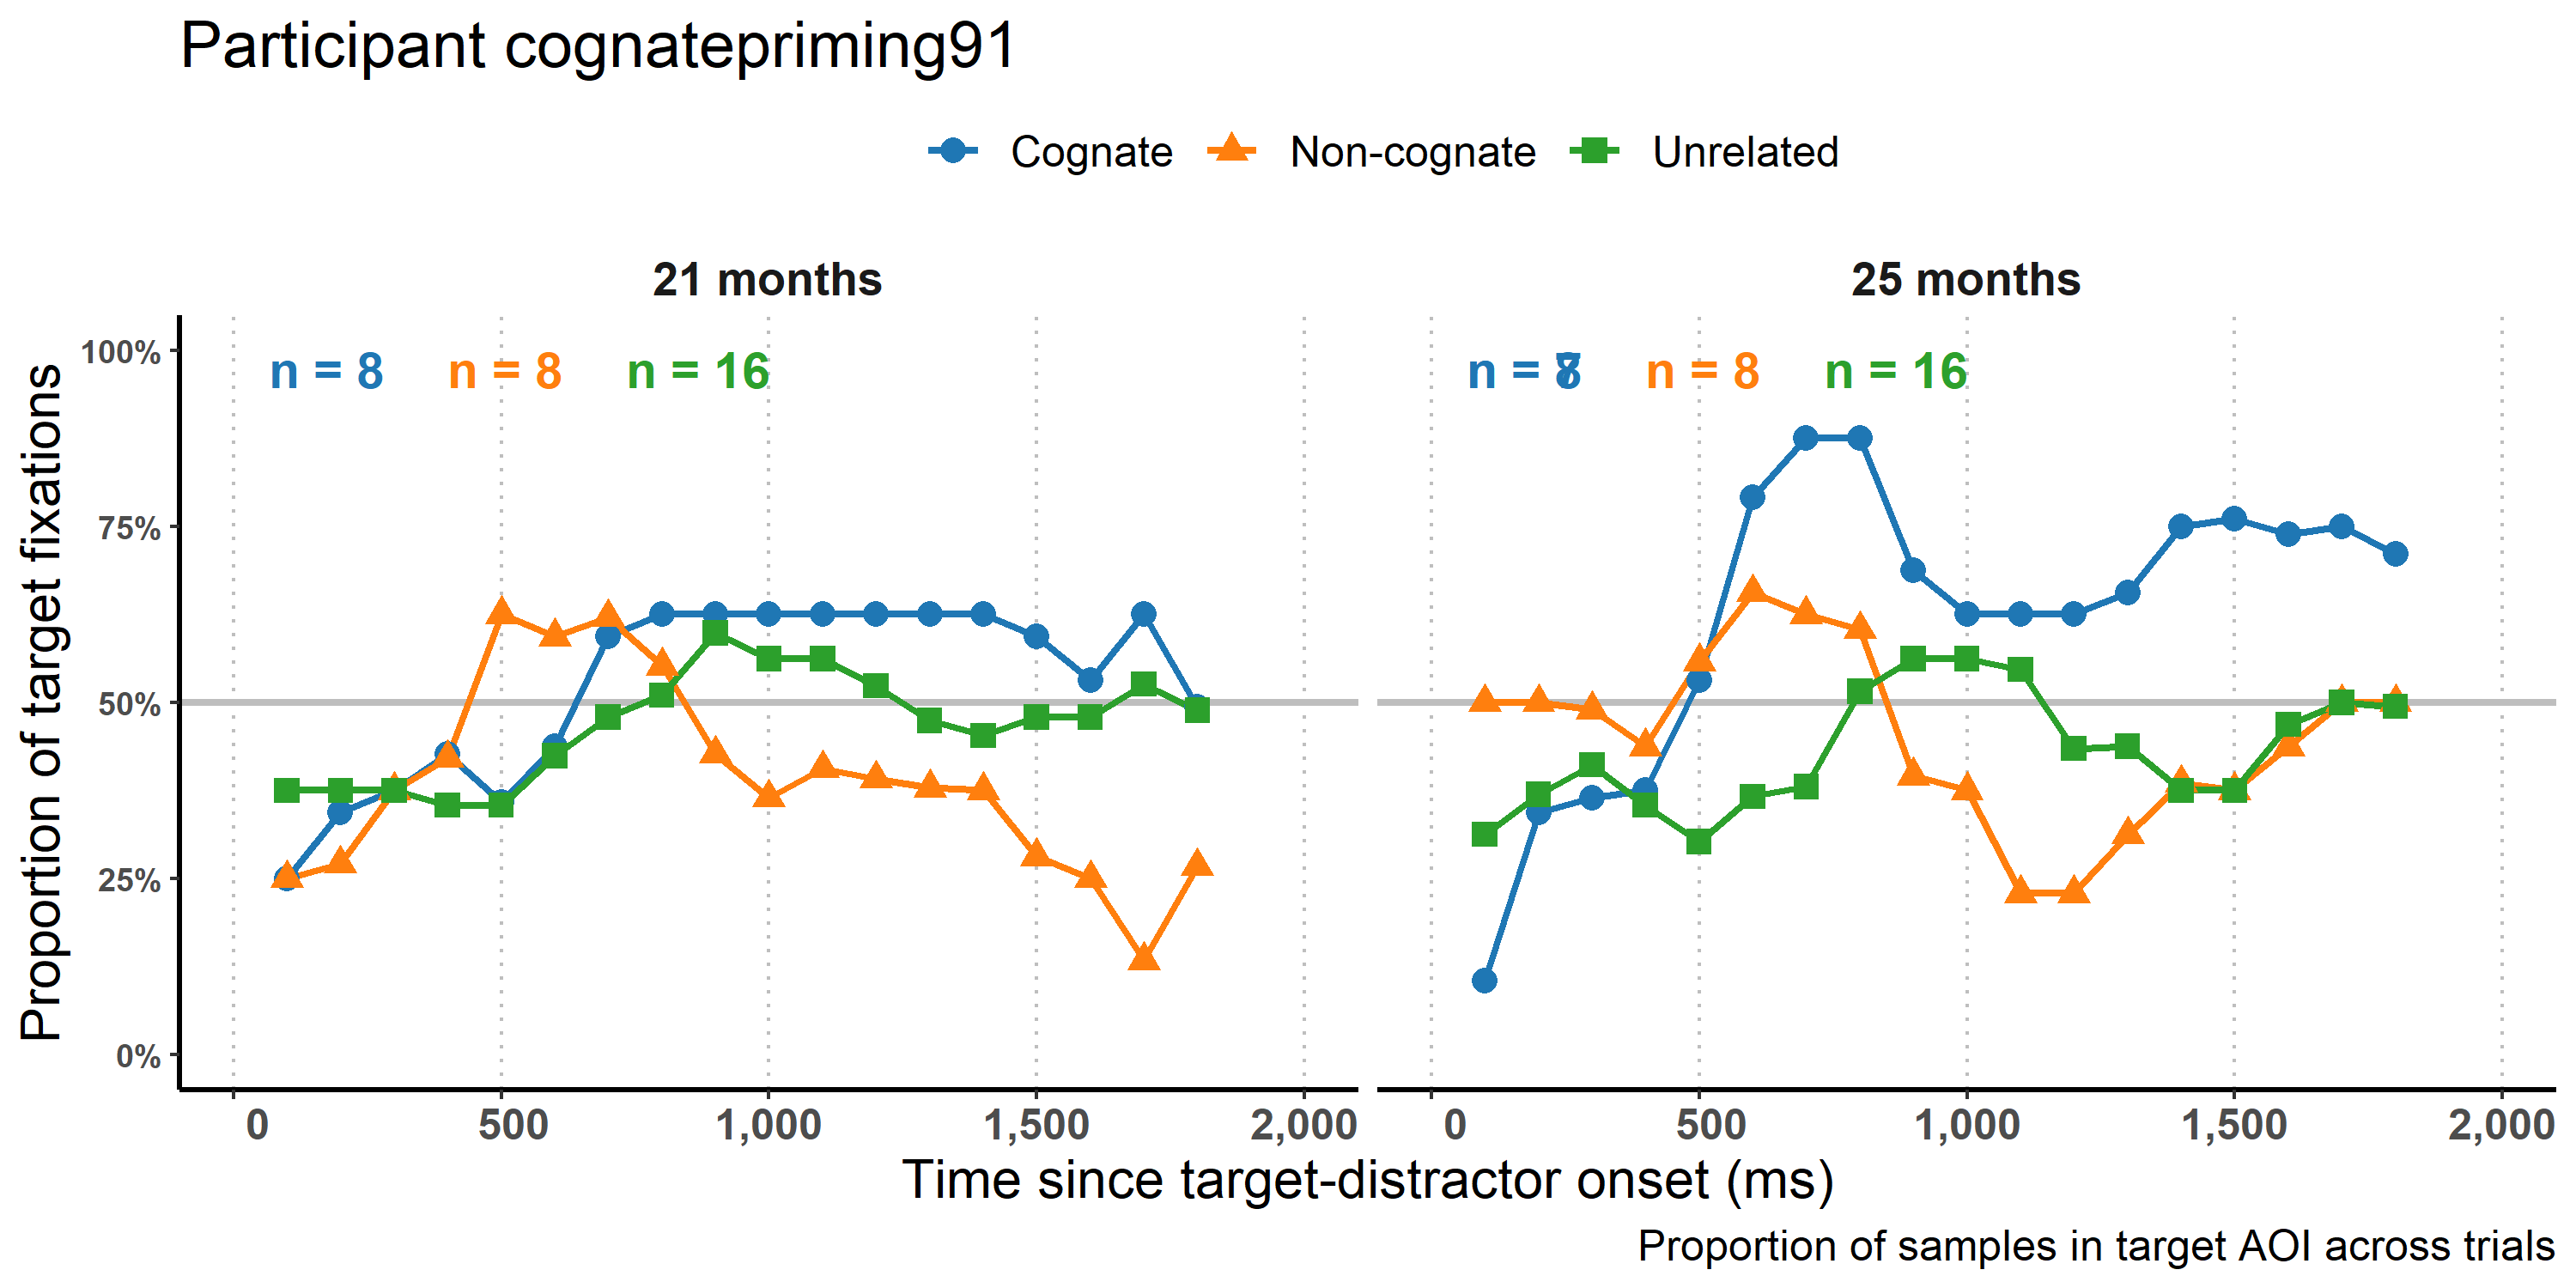 Participant cognatepriming91
Cognate Non-cognate Unrelated
21 months 25 months
n = 8 n = 8 n = 16 n = n = 8 n = 16
100%
75%
50%
25%
0%
Proportion of target fixations
0 500 1,000 1,500 2,000 0 500 1,000 1,500 2,000
Time since target-distractor onset (ms)
Proportion of samples in target AOI across trials